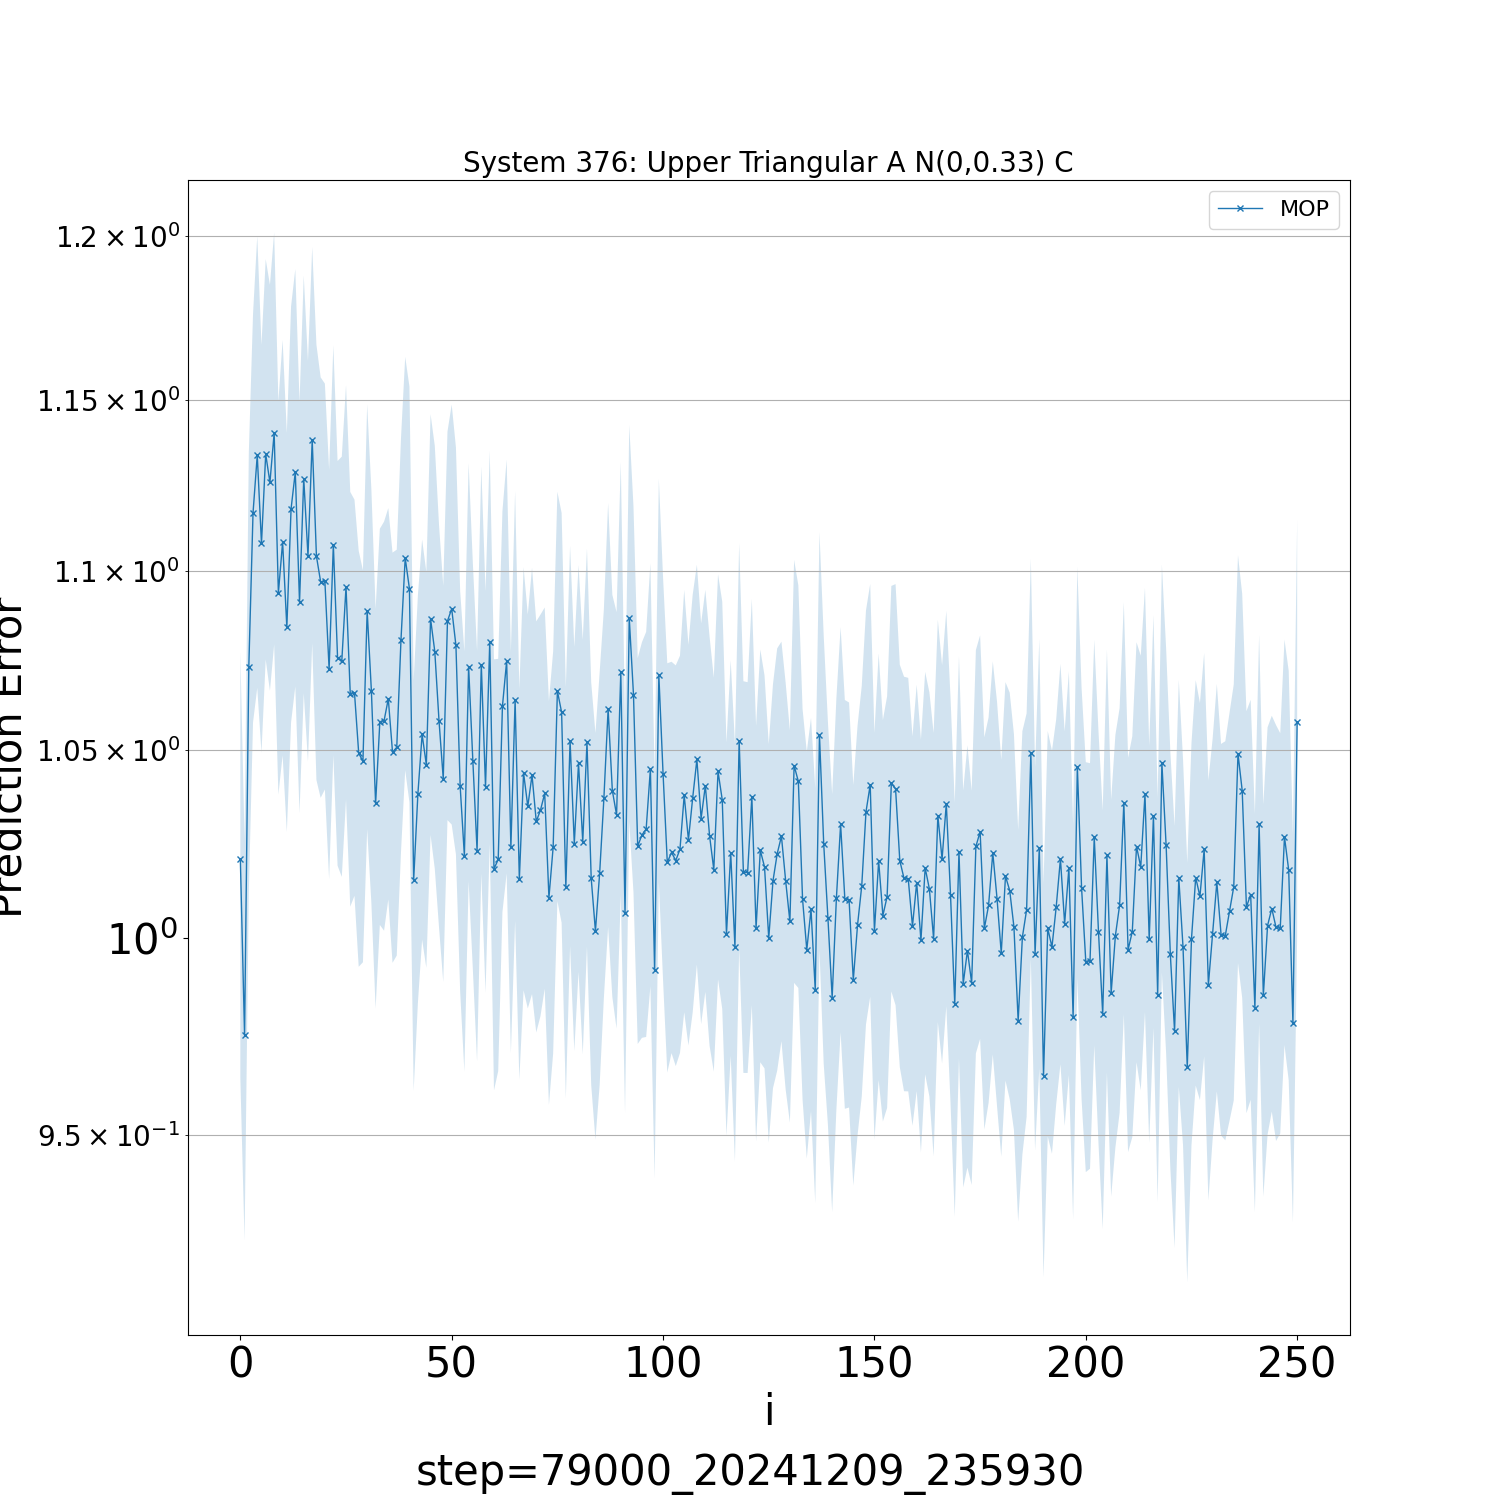 System 376: Upper Triangular A N(0,0.33) C
MOP
1.2 × 10⁰
1.15 × 10⁰
1.1 × 10⁰
1.05 × 10⁰
10⁰
9.5 × 10⁻¹
Prediction Error
0 50 100 150 200 250
i
step=79000_20241209_235930